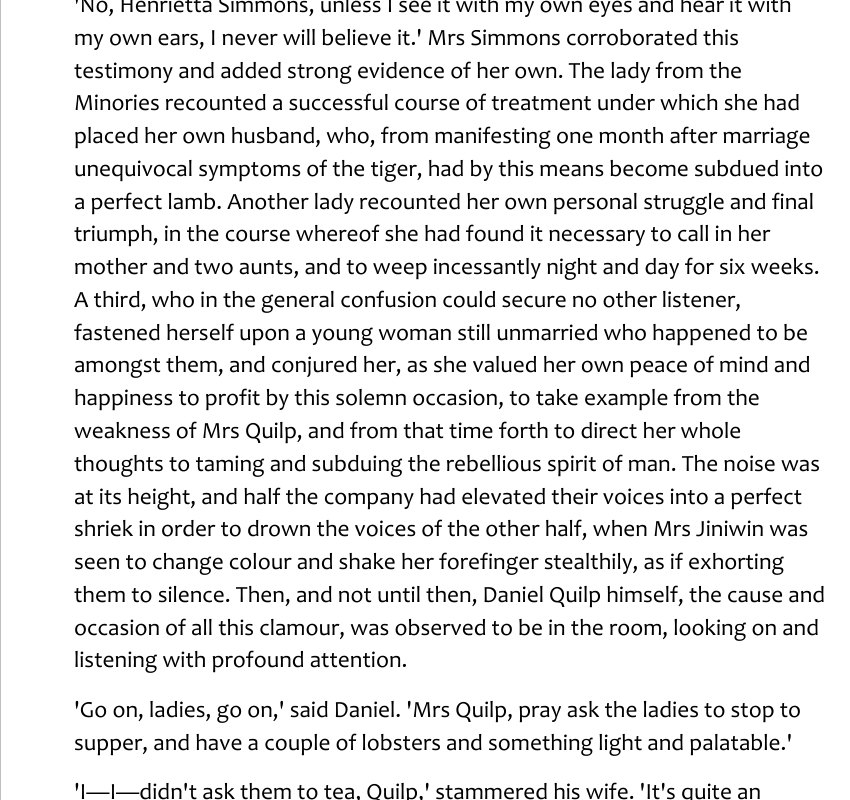 'No, Henrietta Simmons, unless I see it with my own eyes and hear it with
my own ears, I never will believe it.' Mrs Simmons corroborated this
testimony and added strong evidence of her own. The lady from the
Minories recounted a successful course of treatment under which she had
placed her own husband, who, from manifesting one month after marriage
unequivocal symptoms of the tiger, had by this means become subdued into
a perfect lamb. Another lady recounted her own personal struggle and final
triumph, in the course whereof she had found it necessary to call in her
mother and two aunts, and to weep incessantly night and day for six weeks.
A third, who in the general confusion could secure no other listener,
fastened herself upon a young woman still unmarried who happened to be
amongst them, and conjured her, as she valued her own peace of mind and
happiness to profit by this solemn occasion, to take example from the
weakness of Mrs Quilp, and from that time forth to direct her whole
thoughts to taming and subduing the rebellious spirit of man. The noise was
at its height, and half the company had elevated their voices into a perfect
shriek in order to drown the voices of the other half, when Mrs Jiniwin was
seen to change colour and shake her forefinger stealthily, as if exhorting
them to silence. Then, and not until then, Daniel Quilp himself, the cause and
occasion of all this clamour, was observed to be in the room, looking on and
listening with profound attention.
'Go on, ladies, go on,' said Daniel. 'Mrs Quilp, pray ask the ladies to stop to
supper, and have a couple of lobsters and something light and palatable.'
'I—I—didn't ask them to tea, Quilp,' stammered his wife. 'It's quite an